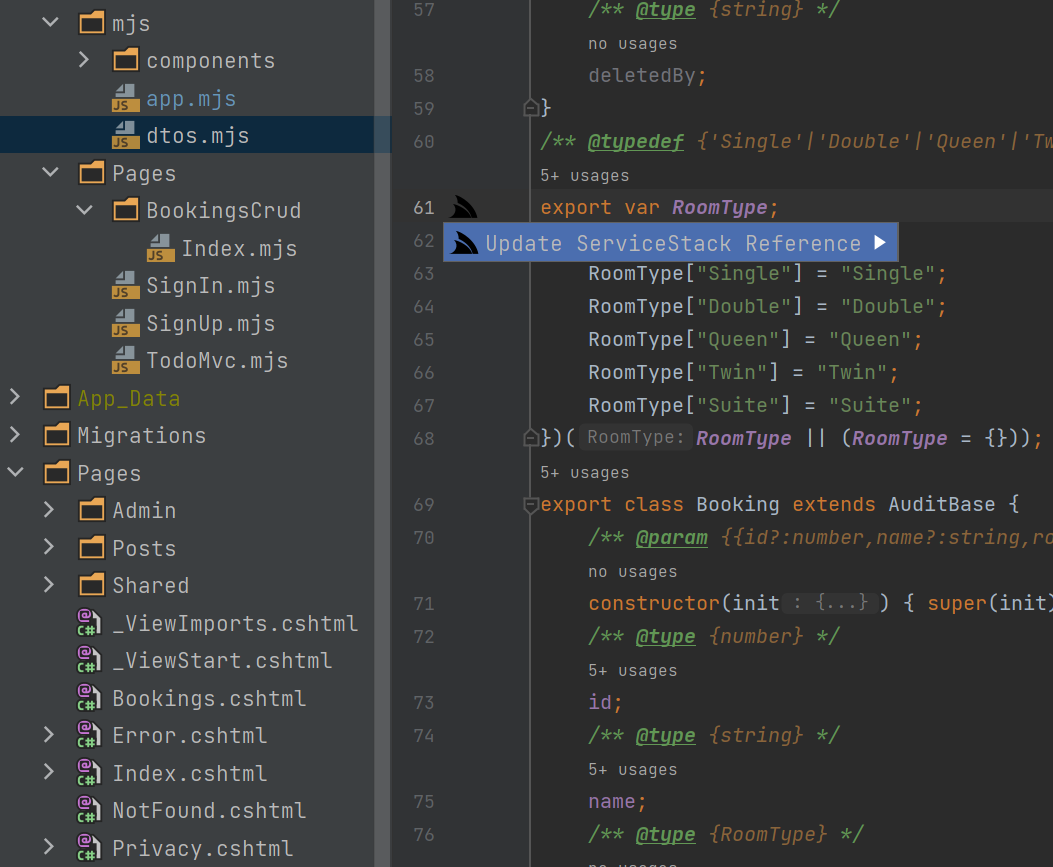 mjs
components
app.mjs
dtos.mjs
Pages
BookingsCrud
Index.mjs
SignIn.mjs
SignUp.mjs
TodoMvc.mjs
App_Data
Migrations
Pages
Admin
Posts
Shared
_ViewImports.cshtml
_ViewStart.cshtml
Bookings.cshtml
Error.cshtml
Index.cshtml
NotFound.cshtml
Privacy.cshtml
57 /** @type {string} */
no usages
58 deletedBy;
59 }
60 /** @typedef {'Single'|'Double'|'Queen'|'Tw
5+ usages
61 export var RoomType;
62 Update ServiceStack Reference
63 RoomType["Single"] = "Single";
64 RoomType["Double"] = "Double";
65 RoomType["Queen"] = "Queen";
66 RoomType["Twin"] = "Twin";
67 RoomType["Suite"] = "Suite";
68 })( RoomType: RoomType || (RoomType = {}));
5+ usages
69 export class Booking extends AuditBase {
70 /** @param {{id?:number,name?:string,ro
no usages
71 constructor(init : {...} ) { super(init)
72 /** @type {number} */
5+ usages
73 id;
74 /** @type {string} */
5+ usages
75 name;
76 /** @type {RoomType} */
no usages